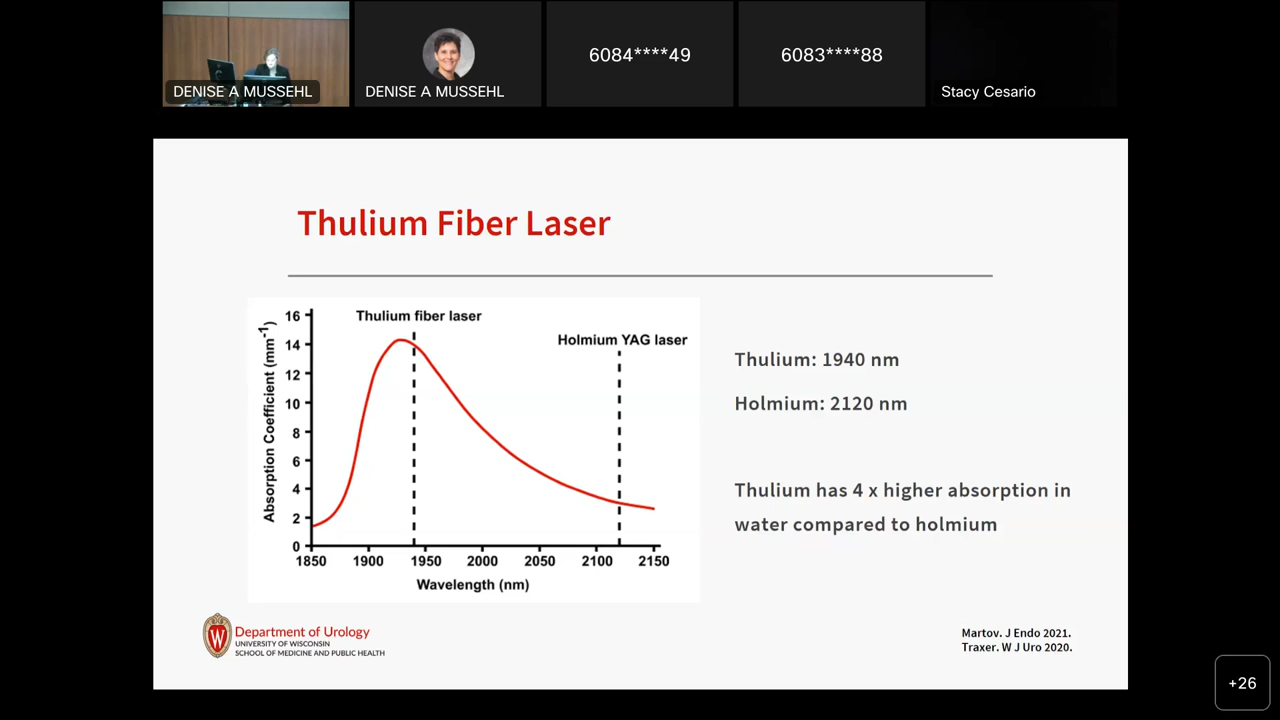 DENISE A MUSSEHL
DENISE A MUSSEHL
6084****49
6083****88
Stacy Cesario
Thulium Fiber Laser
Thulium fiber laser
Holmium YAG laser
Absorption Coefficient (mm⁻¹)
16
14
12
10
8
6
4
2
0
1850 1900 1950 2000 2050 2100 2150
Wavelength (nm)
Thulium: 1940 nm
Holmium: 2120 nm
Thulium has 4 x higher absorption in
water compared to holmium
W
Department of Urology
UNIVERSITY OF WISCONSIN
SCHOOL OF MEDICINE AND PUBLIC HEALTH
Martov. J Endo 2021.
Traxer. W J Uro 2020.
+26